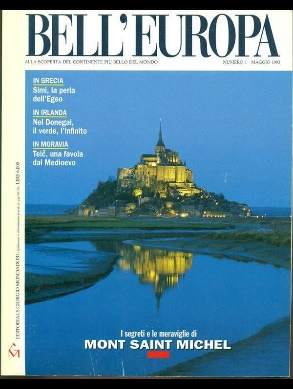 BELL'EUROPA
ALLA SCOPERTA DEL CONTINENTE PIÙ BELLO DEL MONDO
NUMERO 1 MAGGIO 1993
IN GRECIA
Simi, la perla
dell'Egeo
IN IRLANDA
Nel Donegal,
il verde, l'infinito
IN MORAVIA
Telč, una favola
dal Medioevo
I segreti e le meraviglie di
MONT SAINT MICHEL
EDITORIALE GIORGIO MONDADORI